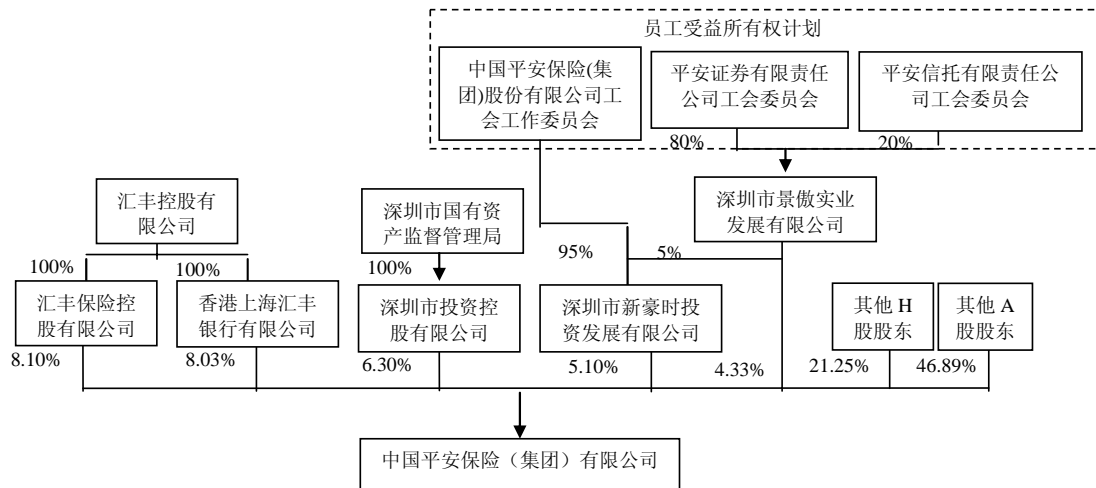 员工受益所有权计划
中国平安保险(集
团)股份有限公司工
会工作委员会
平安证券有限责任
公司工会委员会
平安信托有限责任公
司工会委员会
80%
20%
汇丰控股有
限公司
深圳市国有资
产监督管理局
深圳市景傲实业
发展有限公司
100%
100%
100%
95%
5%
汇丰保险控
股有限公司
香港上海汇丰
银行有限公司
深圳市投资控
股有限公司
深圳市新豪时投
资发展有限公司
其他 H
股股东
其他 A
股股东
8.10%
8.03%
6.30%
5.10%
4.33%
21.25%
46.89%
中国平安保险（集团）有限公司